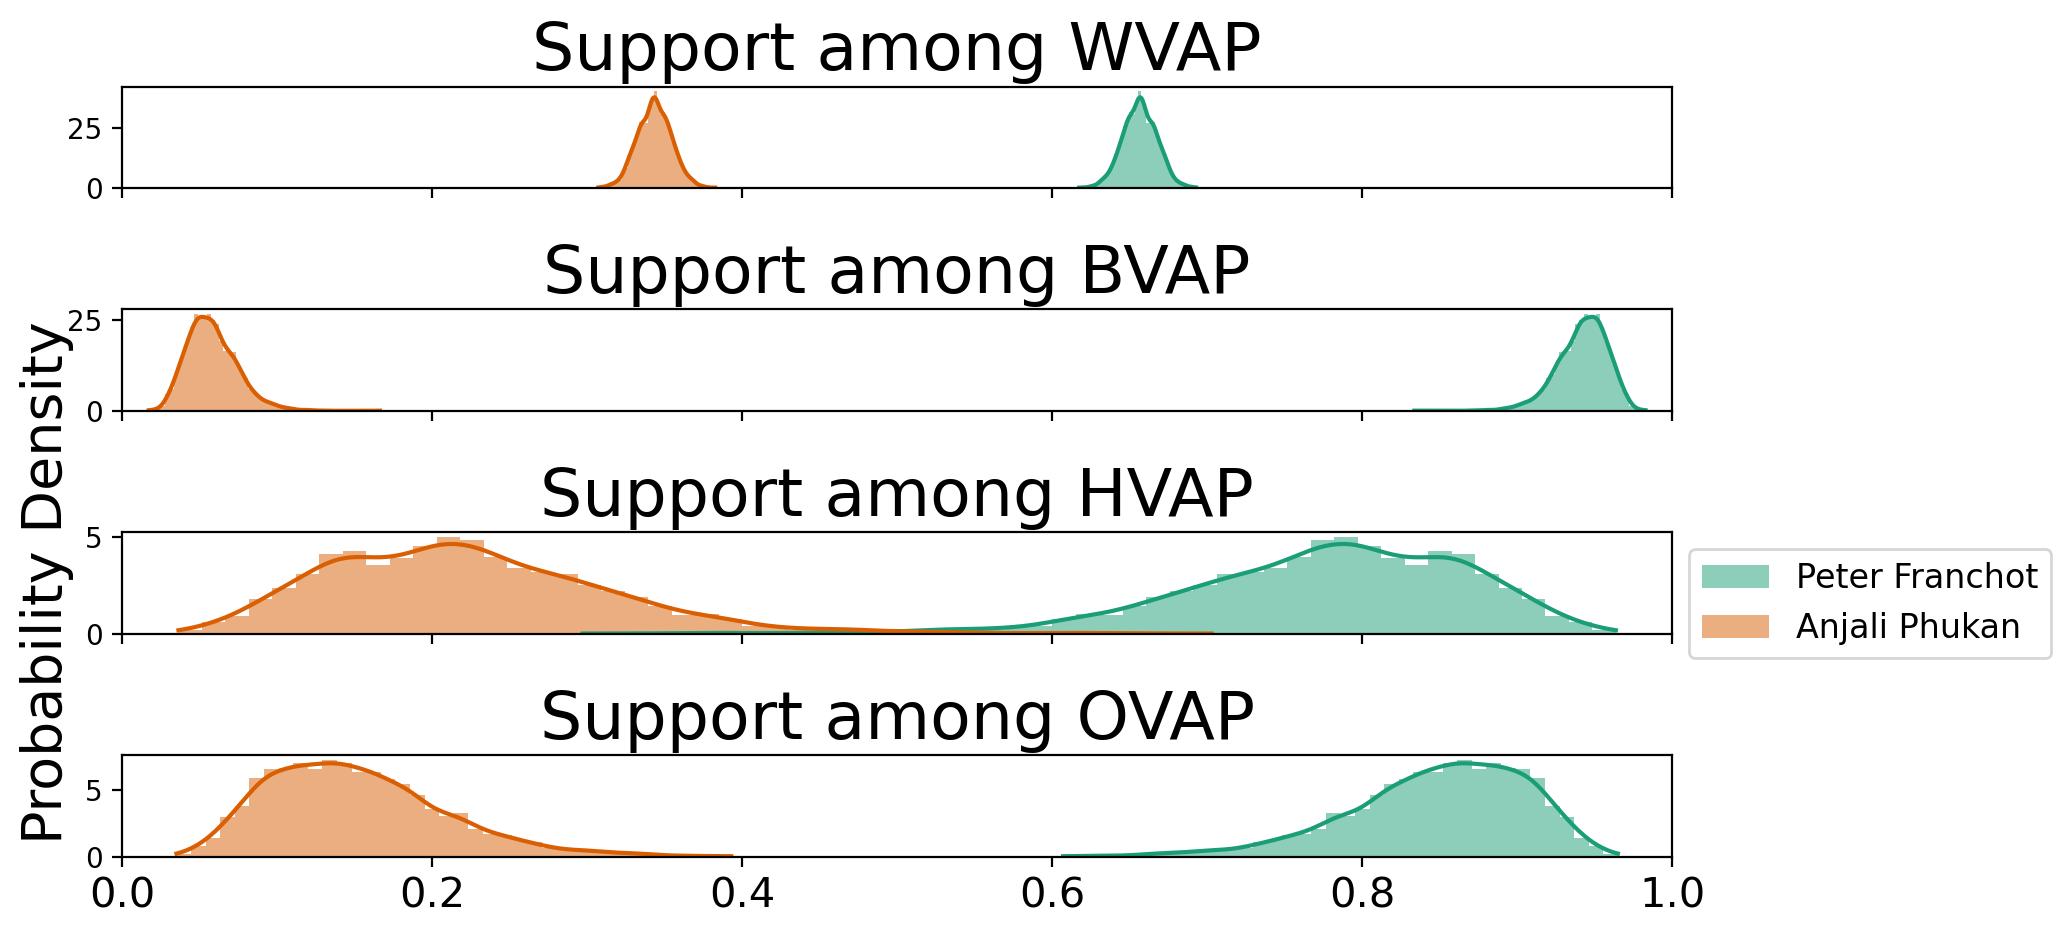 Support among WVAP
25
0
Support among BVAP
25
0
Support among HVAP
5
0
Support among OVAP
5
0
0.0 0.2 0.4 0.6 0.8 1.0
Probability Density
Peter Franchot
Anjali Phukan